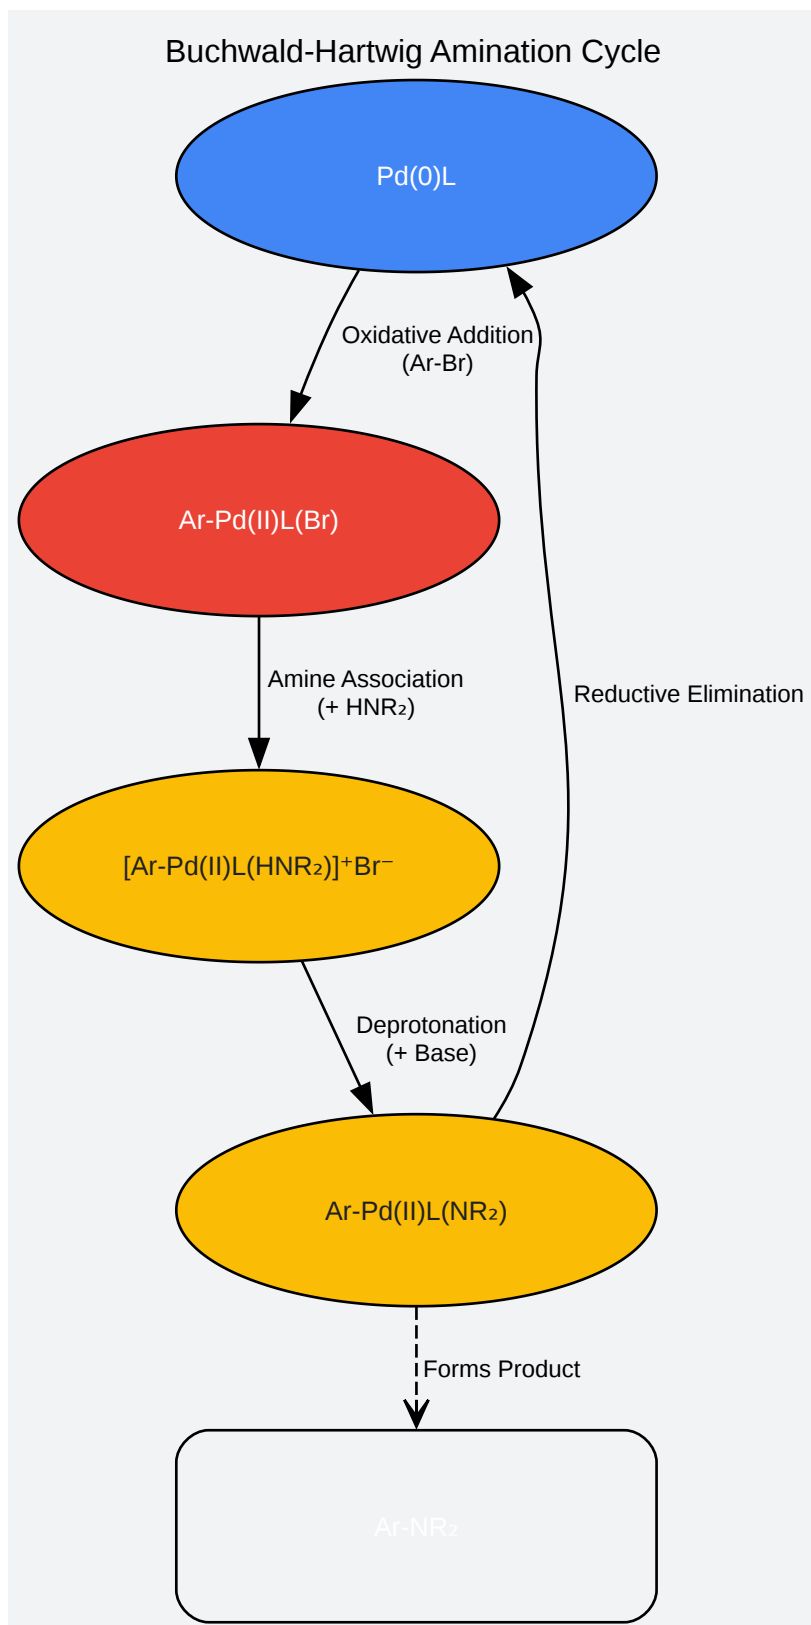 Buchwald-Hartwig Amination Cycle
Pd(0)L
Oxidative Addition
(Ar-Br)
Ar-Pd(II)L(Br)
Amine Association
(+ HNR₂)
Reductive Elimination
[Ar-Pd(II)L(HNR₂)]⁺Br⁻
Deprotonation
(+ Base)
Ar-Pd(II)L(NR₂)
Forms Product
Ar-NR₂